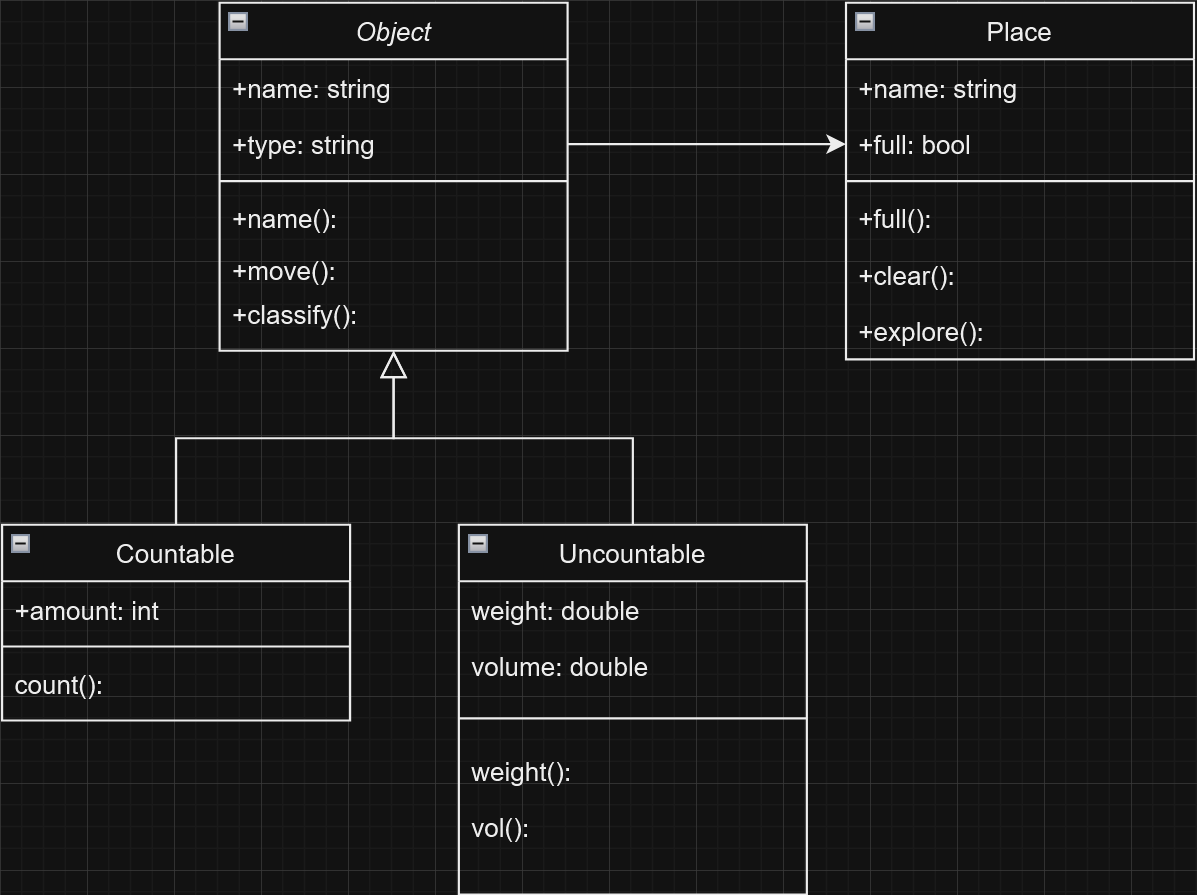 Object
+name: string
+type: string
+name():
+move():
+classify():
Place
+name: string
+full: bool
+full():
+clear():
+explore():
Countable
+amount: int
count():
Uncountable
weight: double
volume: double
weight():
vol():